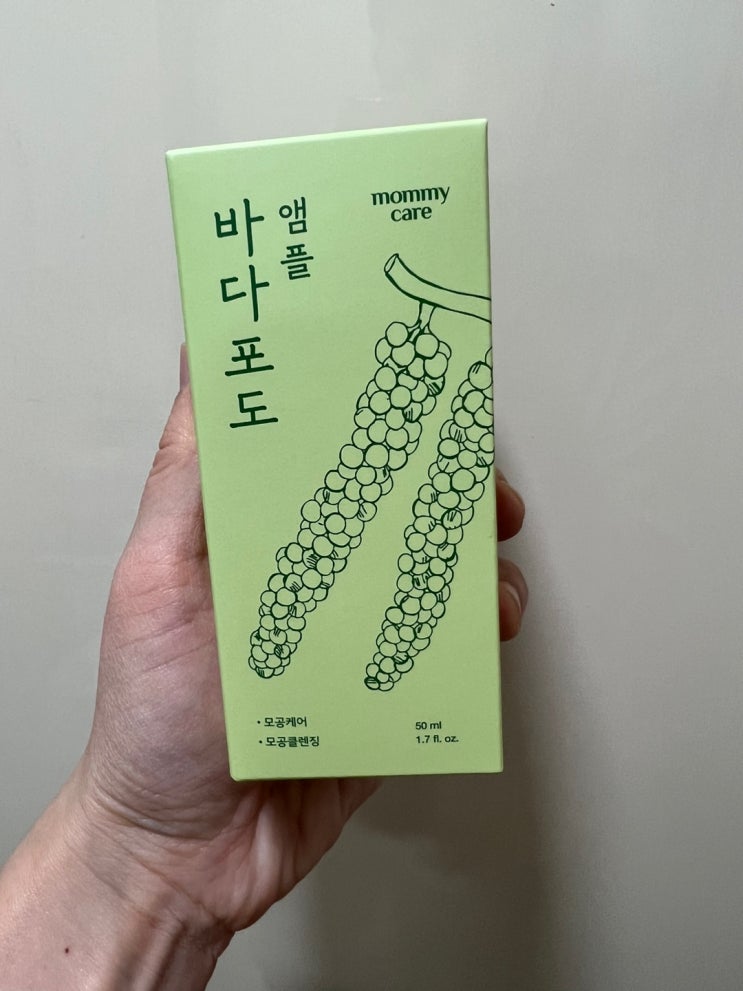 바다포도
앰플
mommy
care
• 모공케어
• 모공클렌징
50 ml
1.7 fl. oz.